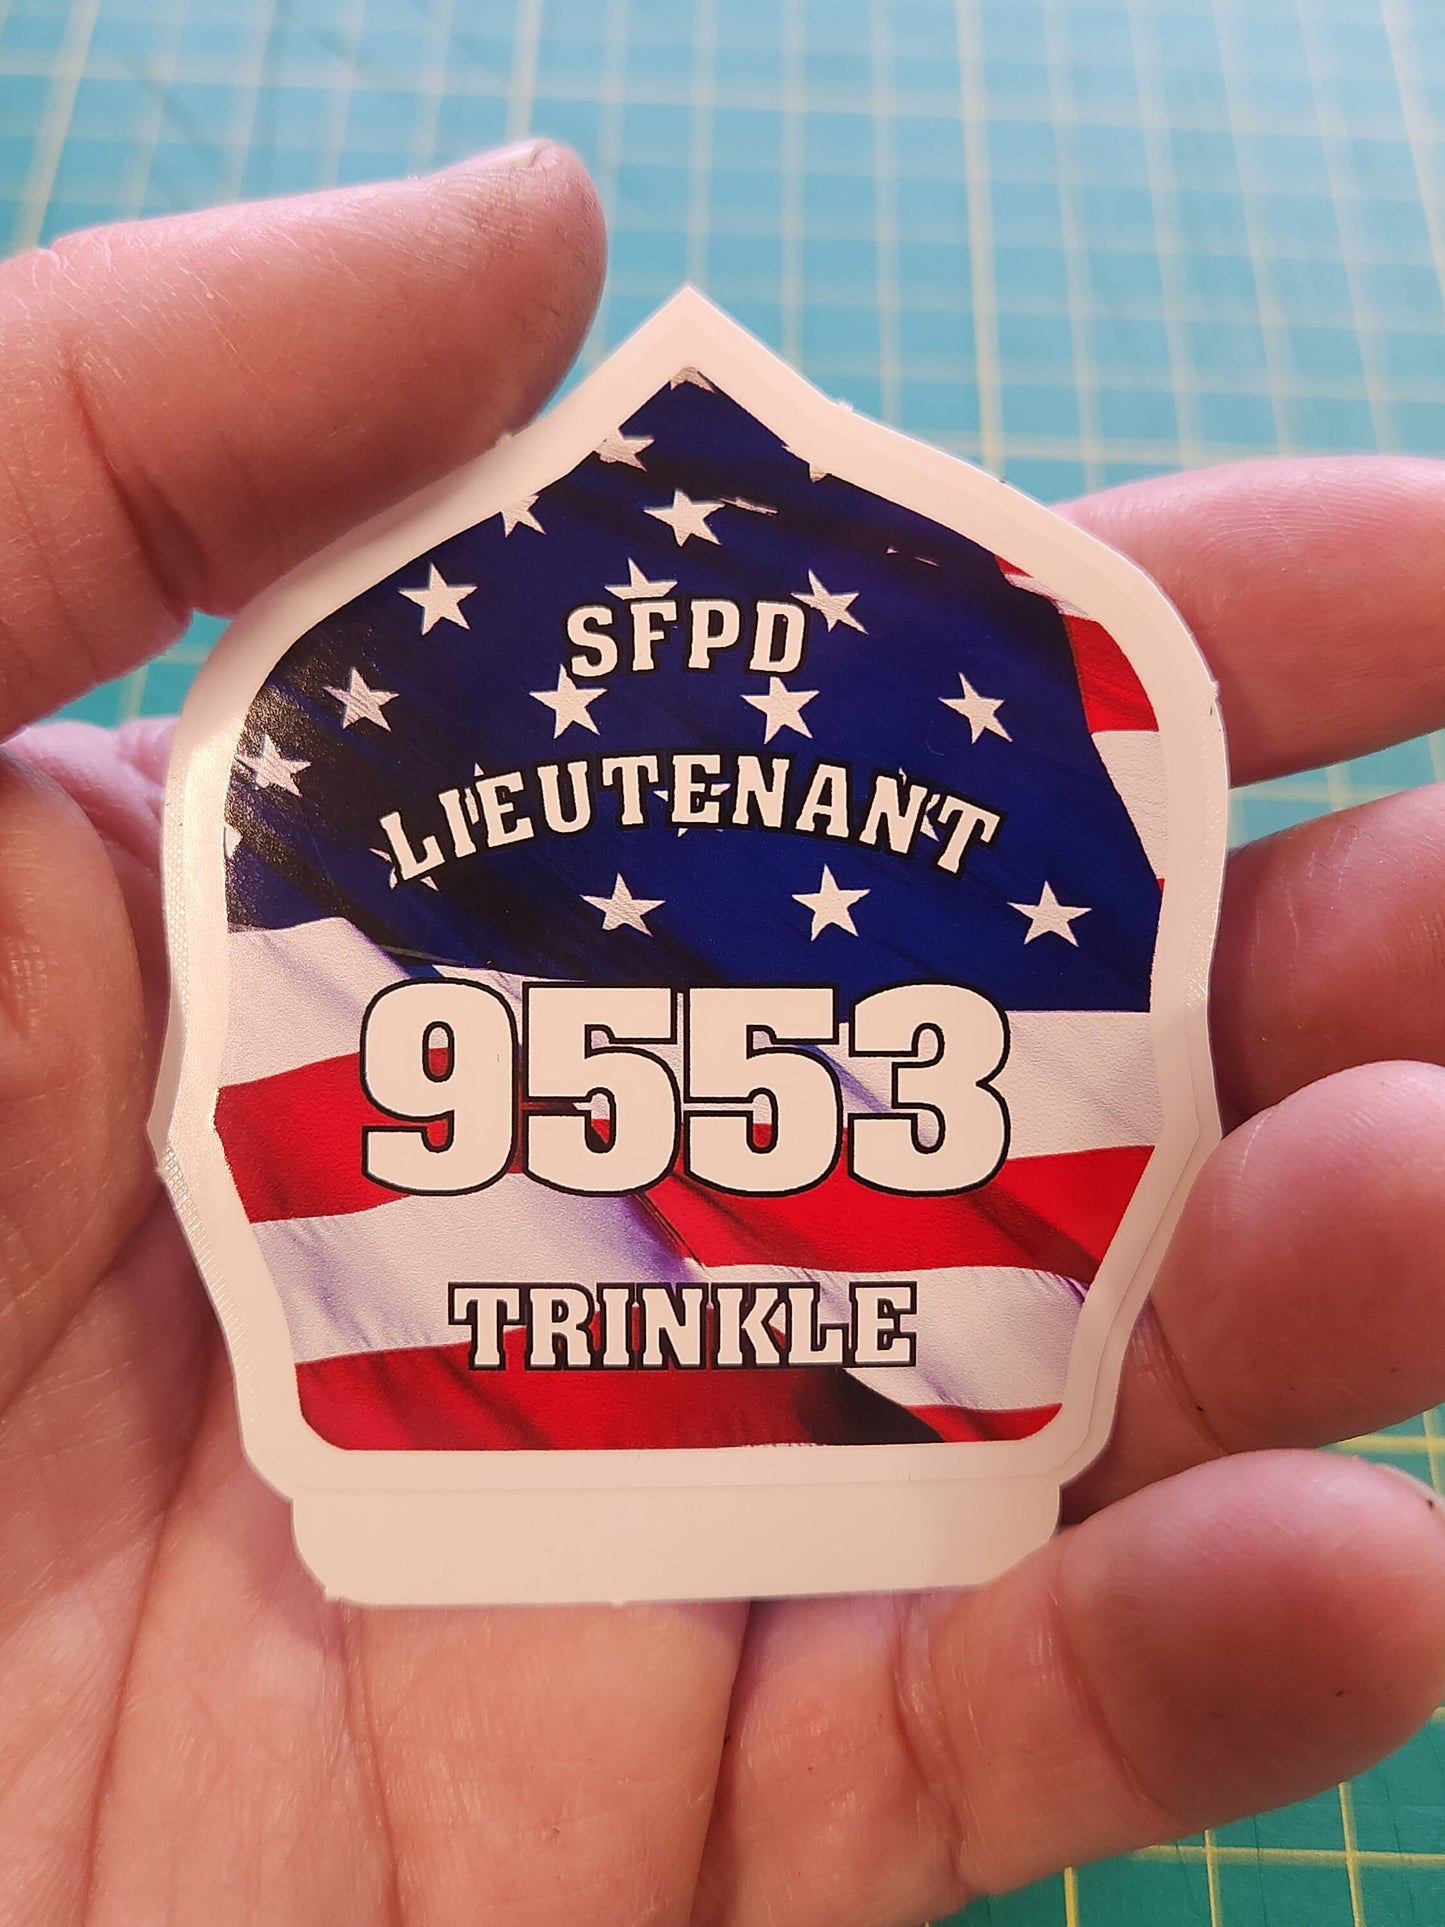 SFPD
LIEUTENANT
9553
TRINKLE